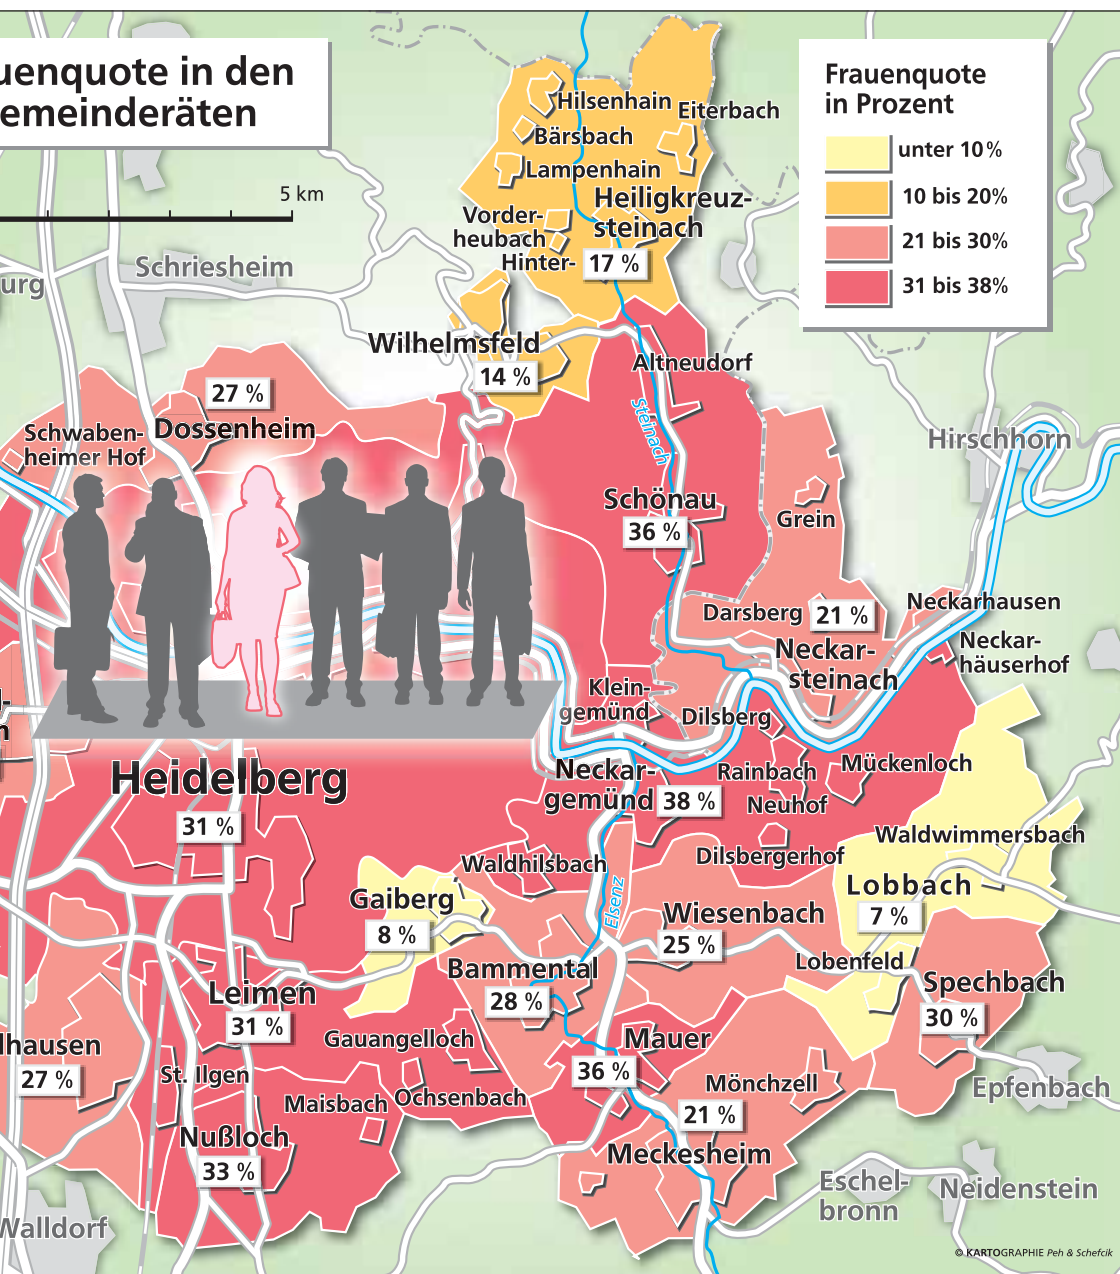 uenquote in den
emeinderäten
5 km
Frauenquote
in Prozent
unter 10%
10 bis 20%
21 bis 30%
31 bis 38%
Hilsenhain
Eiterbach
Bärsbach
Lampenhain
Heiligkreuz-
steinach
17 %
Vorder-
heubach
Hinter-
Schriesheim
urg
Wilhelmsfeld
14 %
Altneudorf
27 %
Dossenheim
Schwaben-
heimer Hof
Steinach
Hirschhorn
Schönau
36 %
Grein
Darsberg
21 %
Neckarhausen
Neckar-
steinach
Neckar-
häuserhof
Klein-
gemünd
Dilsberg
Heidelberg
31 %
Neckar-
gemünd
38 %
Rainbach
Mückenloch
Neuhof
Waldwimmersbach
Dilsbergerhof
Waldhilsbach
Gaiberg
8 %
Elsenz
Lobbach
7 %
Wiesenbach
25 %
Lobenfeld
Bammental
28 %
Spechbach
30 %
Leimen
31 %
Gauangelloch
Mauer
36 %
lhausen
27 %
St. Ilgen
Maisbach
Ochsenbach
Mönchzell
21 %
Meckesheim
Epfenbach
Nußloch
33 %
Eschel-
bronn
Neidenstein
Walldorf
© KARTOGRAPHIE Peh & Schefcik